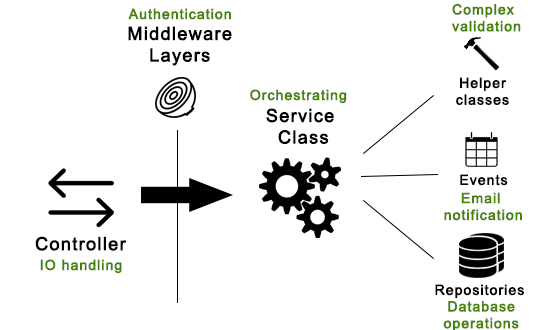 Authentication
Middleware
Layers
Controller
IO handling
Orchestrating
Service
Class
Complex
validation
Helper
classes
Events
Email
notification
Repositories
Database
operations